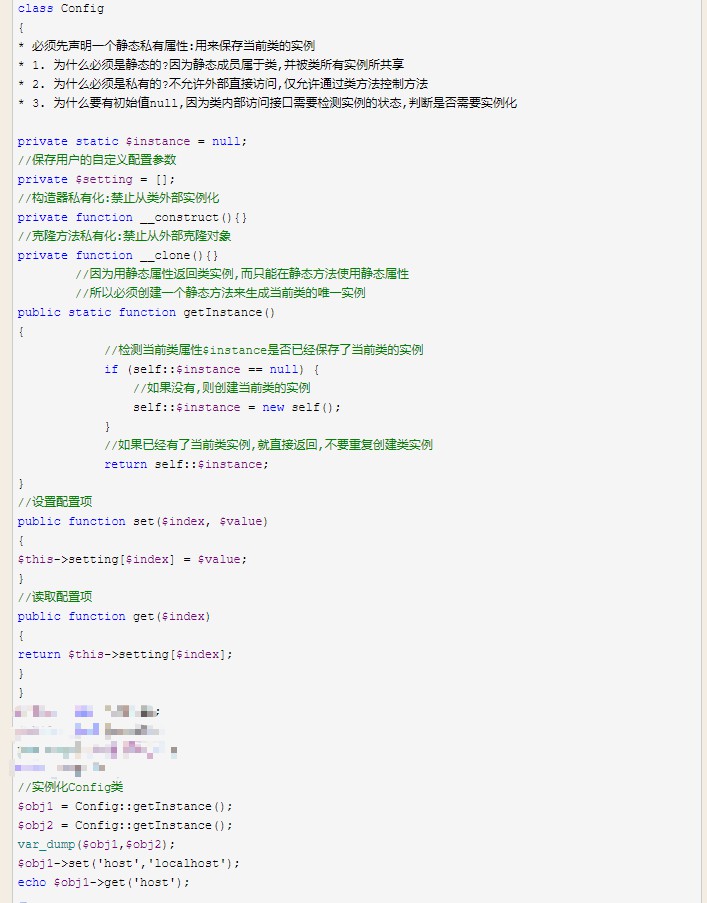 class Config
{
* 必须先声明一个静态私有属性:用来保存当前类的实例
* 1. 为什么必须是静态的?因为静态成员属于类,并被类所有实例所共享
* 2. 为什么必须是私有的?不允许外部直接访问,仅允许通过类方法控制方法
* 3. 为什么要有初始值null,因为类内部访问接口需要检测实例的状态,判断是否需要实例化
private static $instance = null;
//保存用户的自定义配置参数
private $setting = [];
//构造器私有化:禁止从类外部实例化
private function __construct(){}
//克隆方法私有化:禁止从外部克隆对象
private function __clone(){}
//因为用静态属性返回类实例,而只能在静态方法使用静态属性
//所以必须创建一个静态方法来生成当前类的唯一实例
public static function getInstance()
{
//检测当前类属性$instance是否已经保存了当前类的实例
if (self::$instance == null) {
//如果没有,则创建当前类的实例
self::$instance = new self();
}
//如果已经有了当前类实例,就直接返回,不要重复创建类实例
return self::$instance;
}
//设置配置项
public function set($index, $value)
{
$this->setting[$index] = $value;
}
//读取配置项
public function get($index)
{
return $this->setting[$index];
}
}
//实例化Config类
$obj1 = Config::getInstance();
$obj2 = Config::getInstance();
var_dump($obj1,$obj2);
$obj1->set('host','localhost');
echo $obj1->get('host');